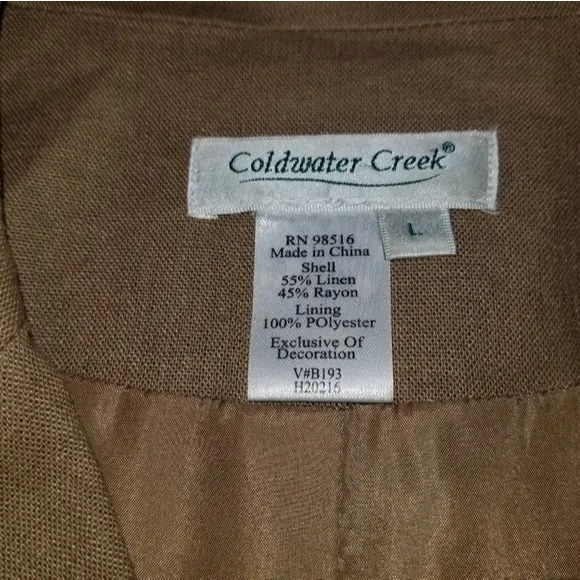 Coldwater Creek®
L
RN 98516
Made in China
Shell
55% Linen
45% Rayon
Lining
100% POlyester
Exclusive Of
Decoration
V#B193
H20216